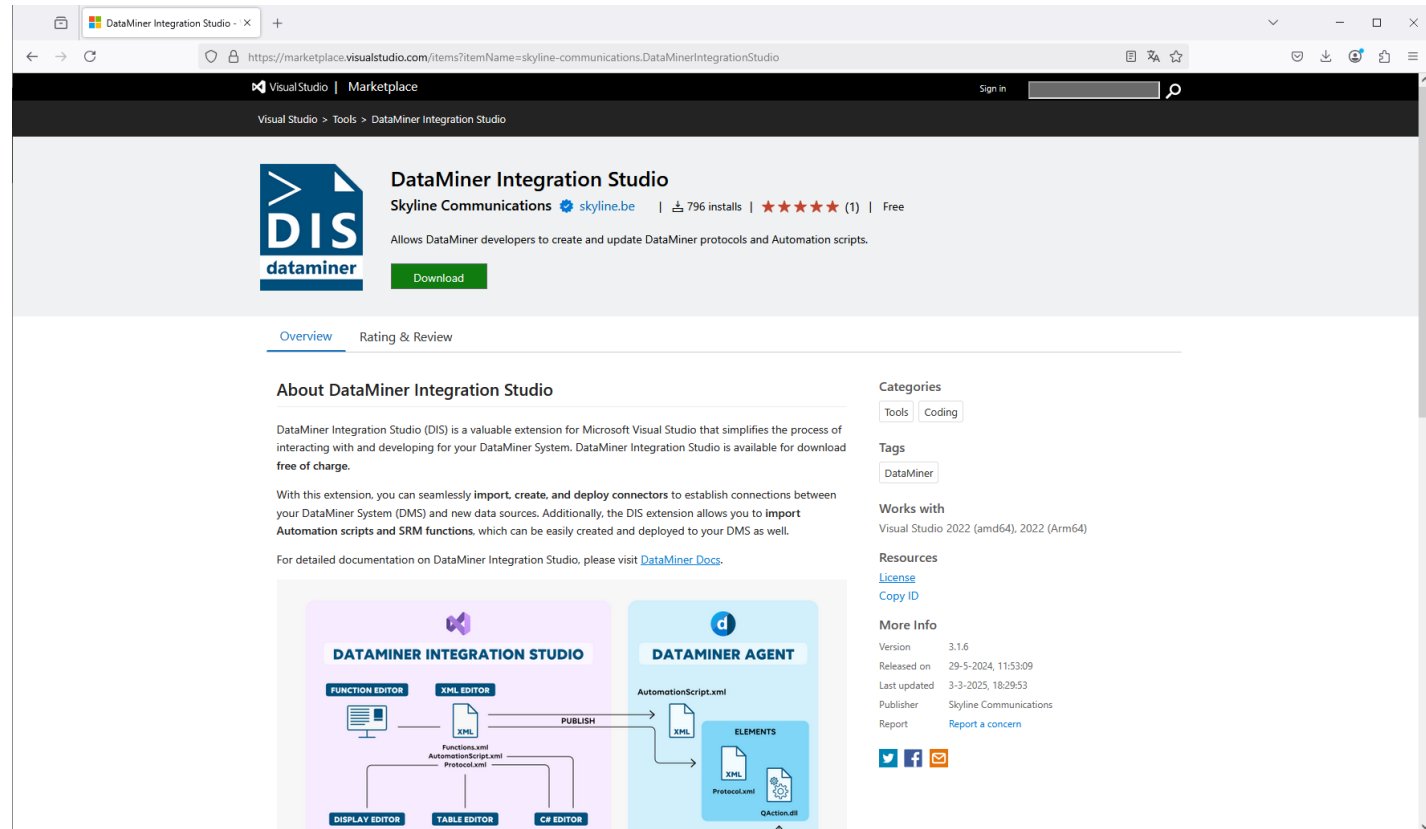 DataMiner Integration Studio -
https://marketplace.visualstudio.com/items?itemName=skyline-communications.DataMinerIntegrationStudio
Visual Studio | Marketplace
Sign in
Visual Studio > Tools > DataMiner Integration Studio
DIS
dataminer
DataMiner Integration Studio
Skyline Communications skyline.be | 796 installs | (1) | Free
Allows DataMiner developers to create and update DataMiner protocols and Automation scripts.
Download
Overview Rating & Review
About DataMiner Integration Studio
DataMiner Integration Studio (DIS) is a valuable extension for Microsoft Visual Studio that simplifies the process of
interacting with and developing for your DataMiner System. DataMiner Integration Studio is available for download
free of charge.
With this extension, you can seamlessly import, create, and deploy connectors to establish connections between
your DataMiner System (DMS) and new data sources. Additionally, the DIS extension allows you to import
Automation scripts and SRM functions, which can be easily created and deployed to your DMS as well.
For detailed documentation on DataMiner Integration Studio, please visit DataMiner Docs.
DATAMINER INTEGRATION STUDIO
FUNCTION EDITOR
XML EDITOR
XML
Functions.xml
AutomationScript.xml
Protocol.xml
PUBLISH
DISPLAY EDITOR
TABLE EDITOR
C# EDITOR
DATAMINER AGENT
AutomationScript.xml
XML
ELEMENTS
XML
Protocol.xml
QAction.dll
Categories
Tools Coding
Tags
DataMiner
Works with
Visual Studio 2022 (amd64), 2022 (Arm64)
Resources
License
Copy ID
More Info
Version 3.1.6
Released on 29-5-2024, 11:53:09
Last updated 3-3-2025, 18:29:53
Publisher Skyline Communications
Report Report a concern